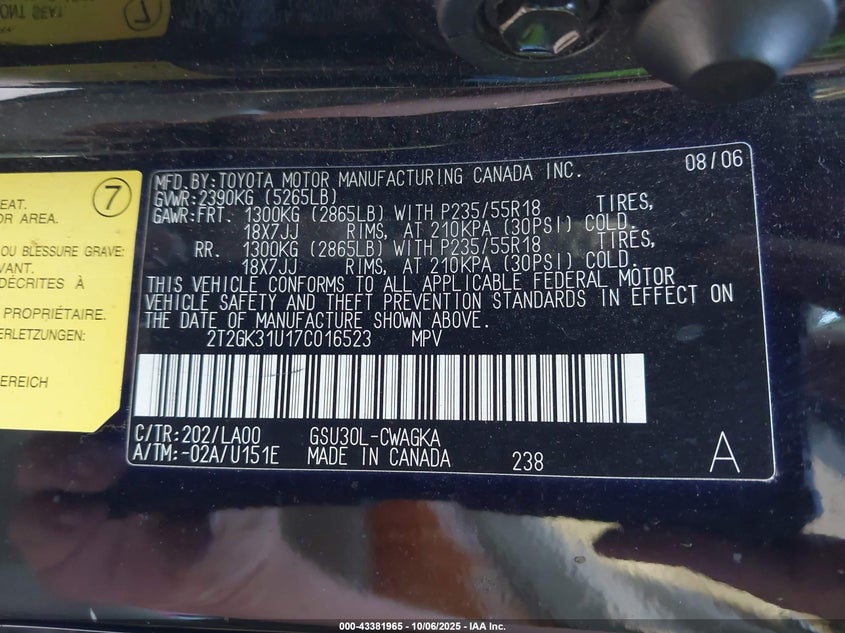 ONT SEAT
7
EAT.
OR AREA.
OU BLESSURE GRAVE:
VANT.
DÉCRITES À
PROPRIÉTAIRE.
ERLETZUNGEN:
BEREICH
MFD.BY:TOYOTA MOTOR MANUFACTURING CANADA INC. 08/06
GVWR:2390KG (5265LB)
GAWR:FRT. 1300KG (2865LB) WITH P235/55R18 TIRES,
18X7JJ RIMS, AT 210KPA (30PSI) COLD.
RR. 1300KG (2865LB) WITH P235/55R18 TIRES,
18X7JJ RIMS, AT 210KPA (30PSI) COLD.
THIS VEHICLE CONFORMS TO ALL APPLICABLE FEDERAL MOTOR
VEHICLE SAFETY AND THEFT PREVENTION STANDARDS IN EFFECT ON
THE DATE OF MANUFACTURE SHOWN ABOVE.
2T2GK31U17C016523 MPV
C/TR:202/LA00 GSU30L-CWAGKA
A/TM:-02A/U151E MADE IN CANADA 238 A
000-43381965 - 10/06/2025 - IAA Inc.